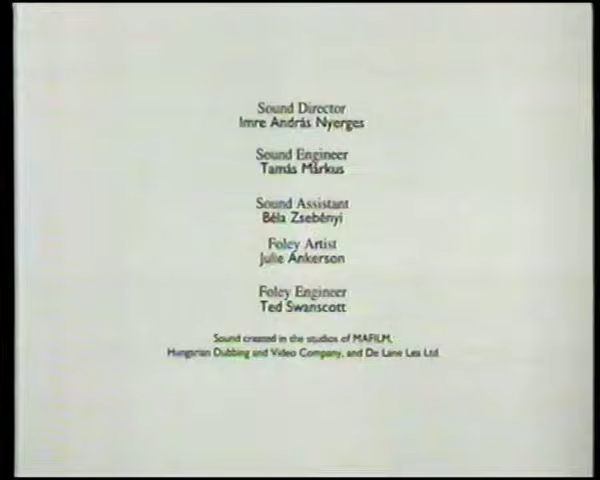 Sound Director
Imre András Nyerges
Sound Engineer
Tamás Márkus
Sound Assistant
Béla Zsebényi
Foley Artist
Julie Ankerson
Foley Engineer
Ted Swanscott
Sound created in the studios of MAFILM,
Hungarian Dubbing and Video Company, and De Lane Lea Ltd.